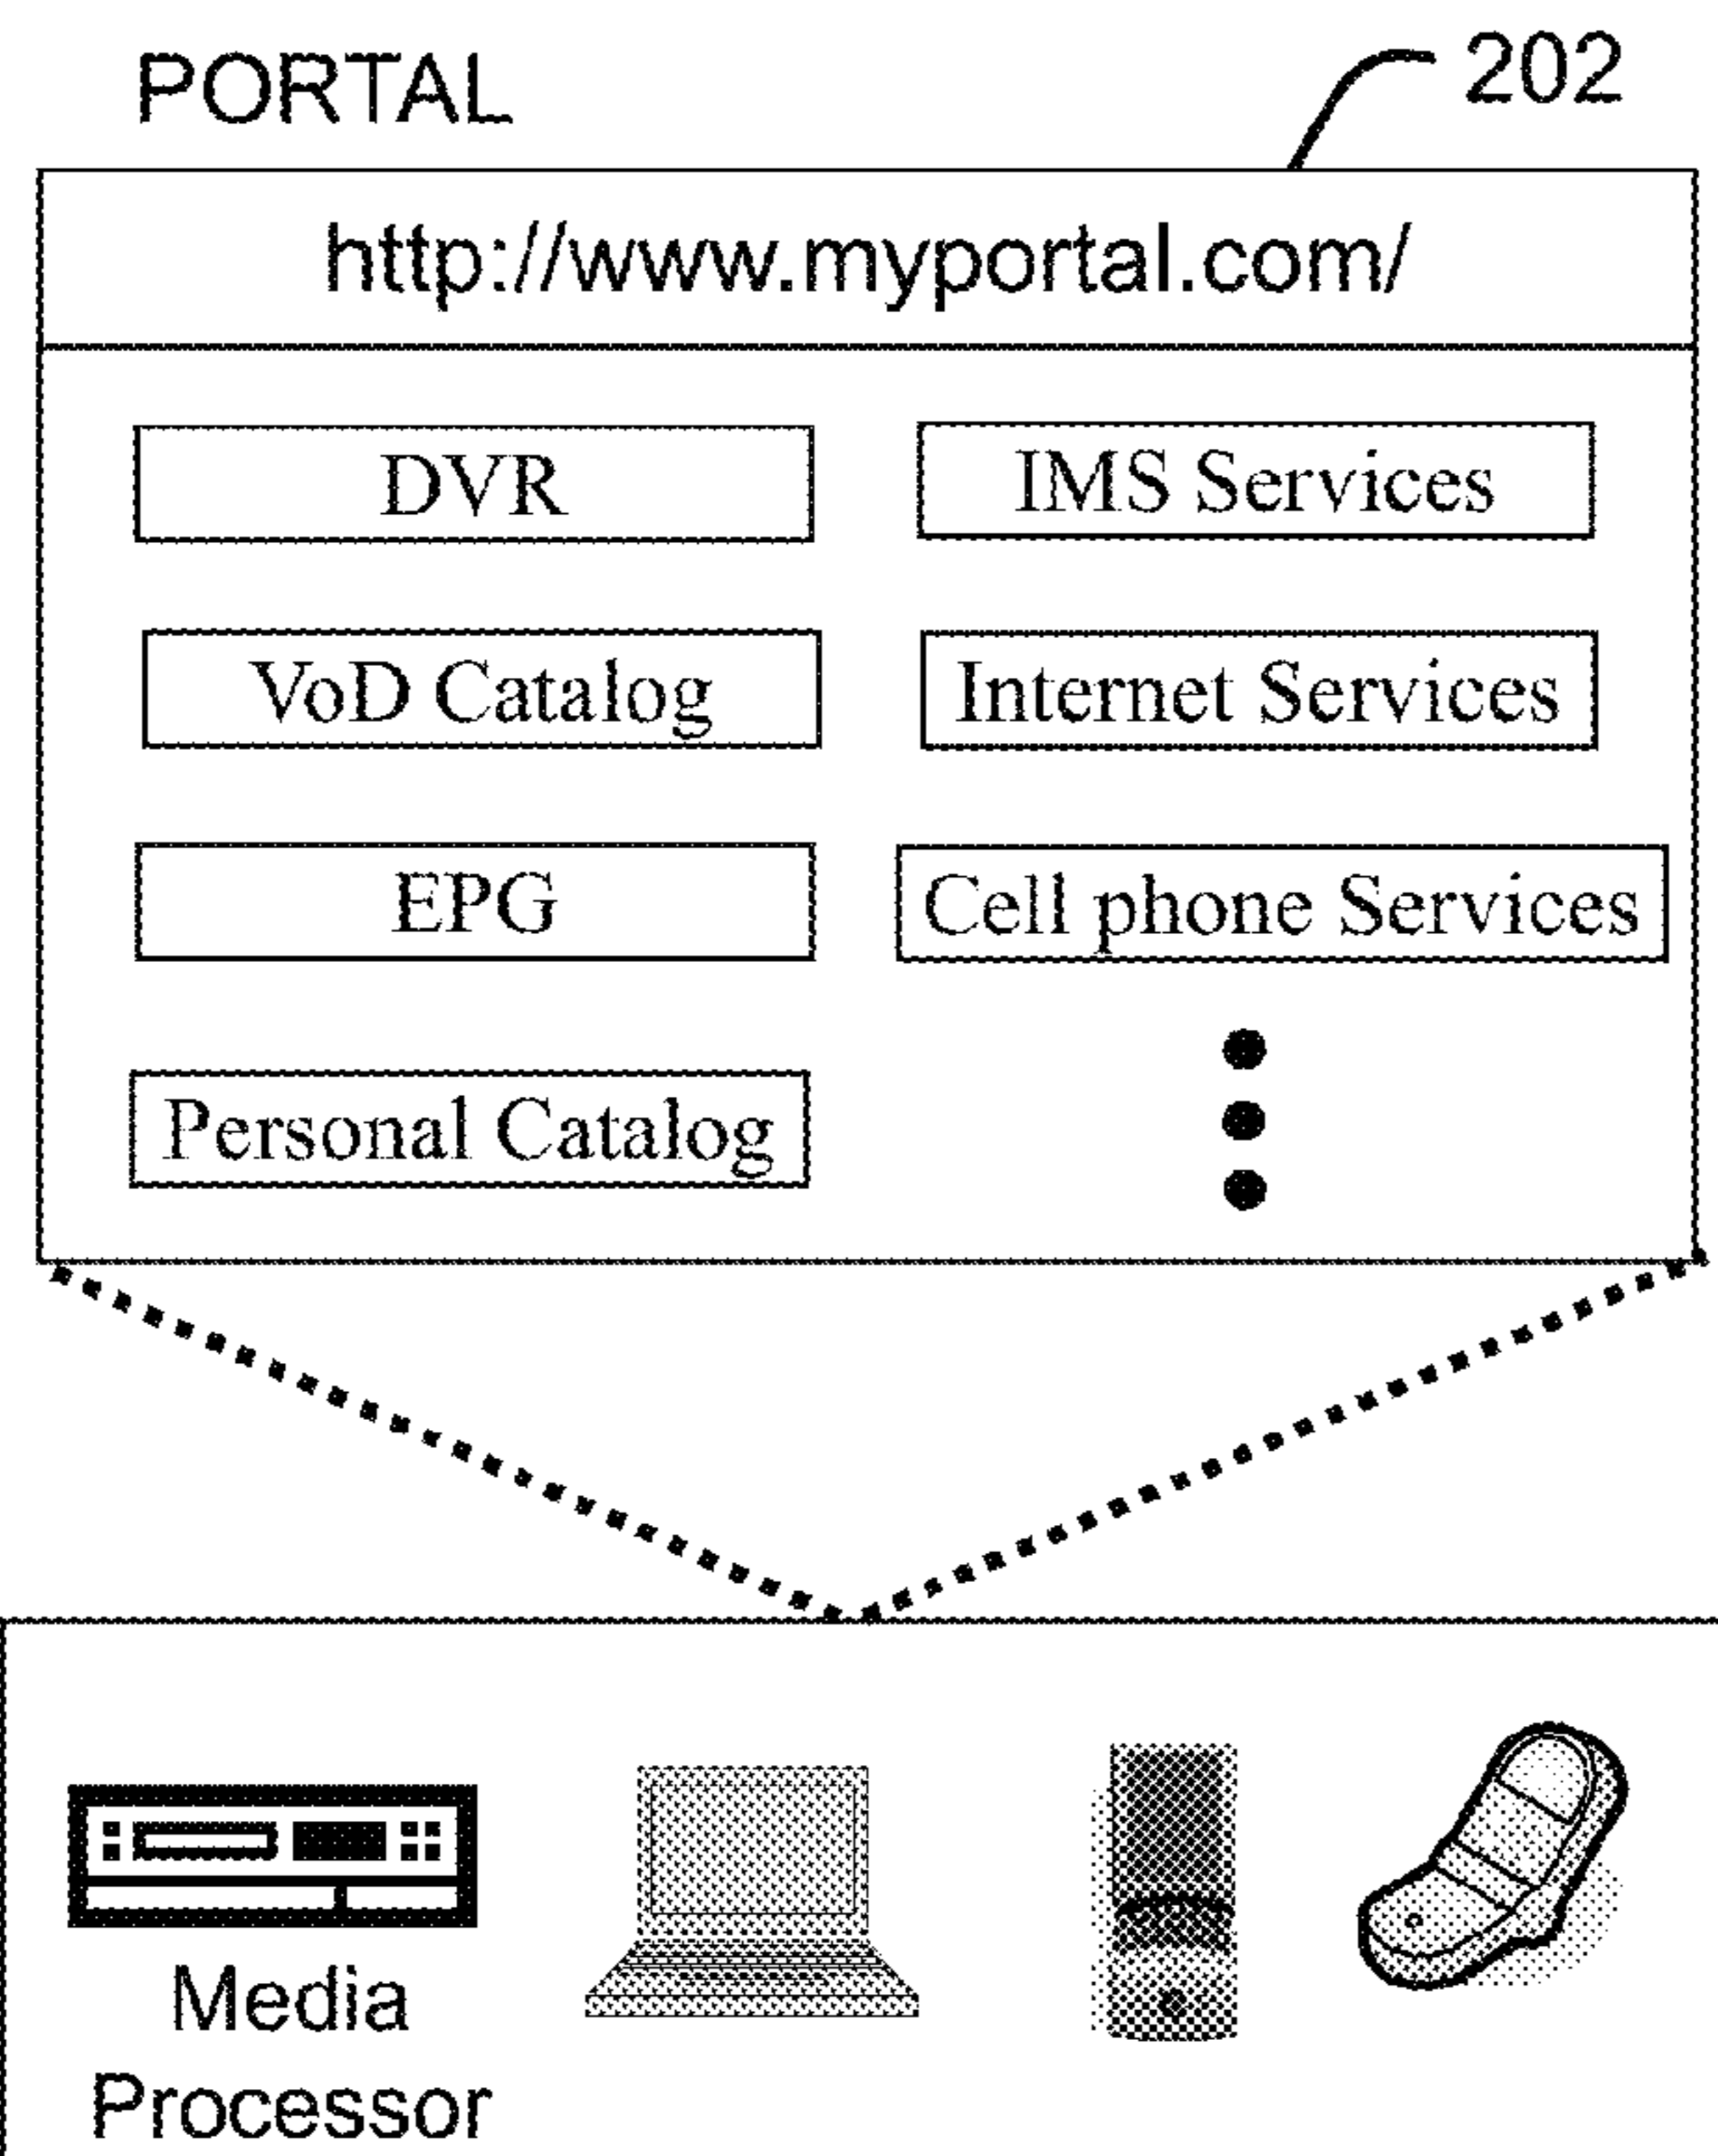 PORTAL
202
http://www.myportal.com/
DVR
IMS Services
VoD Catalog
Internet Services
EPG
Cell phone Services
Personal Catalog
Media
Processor